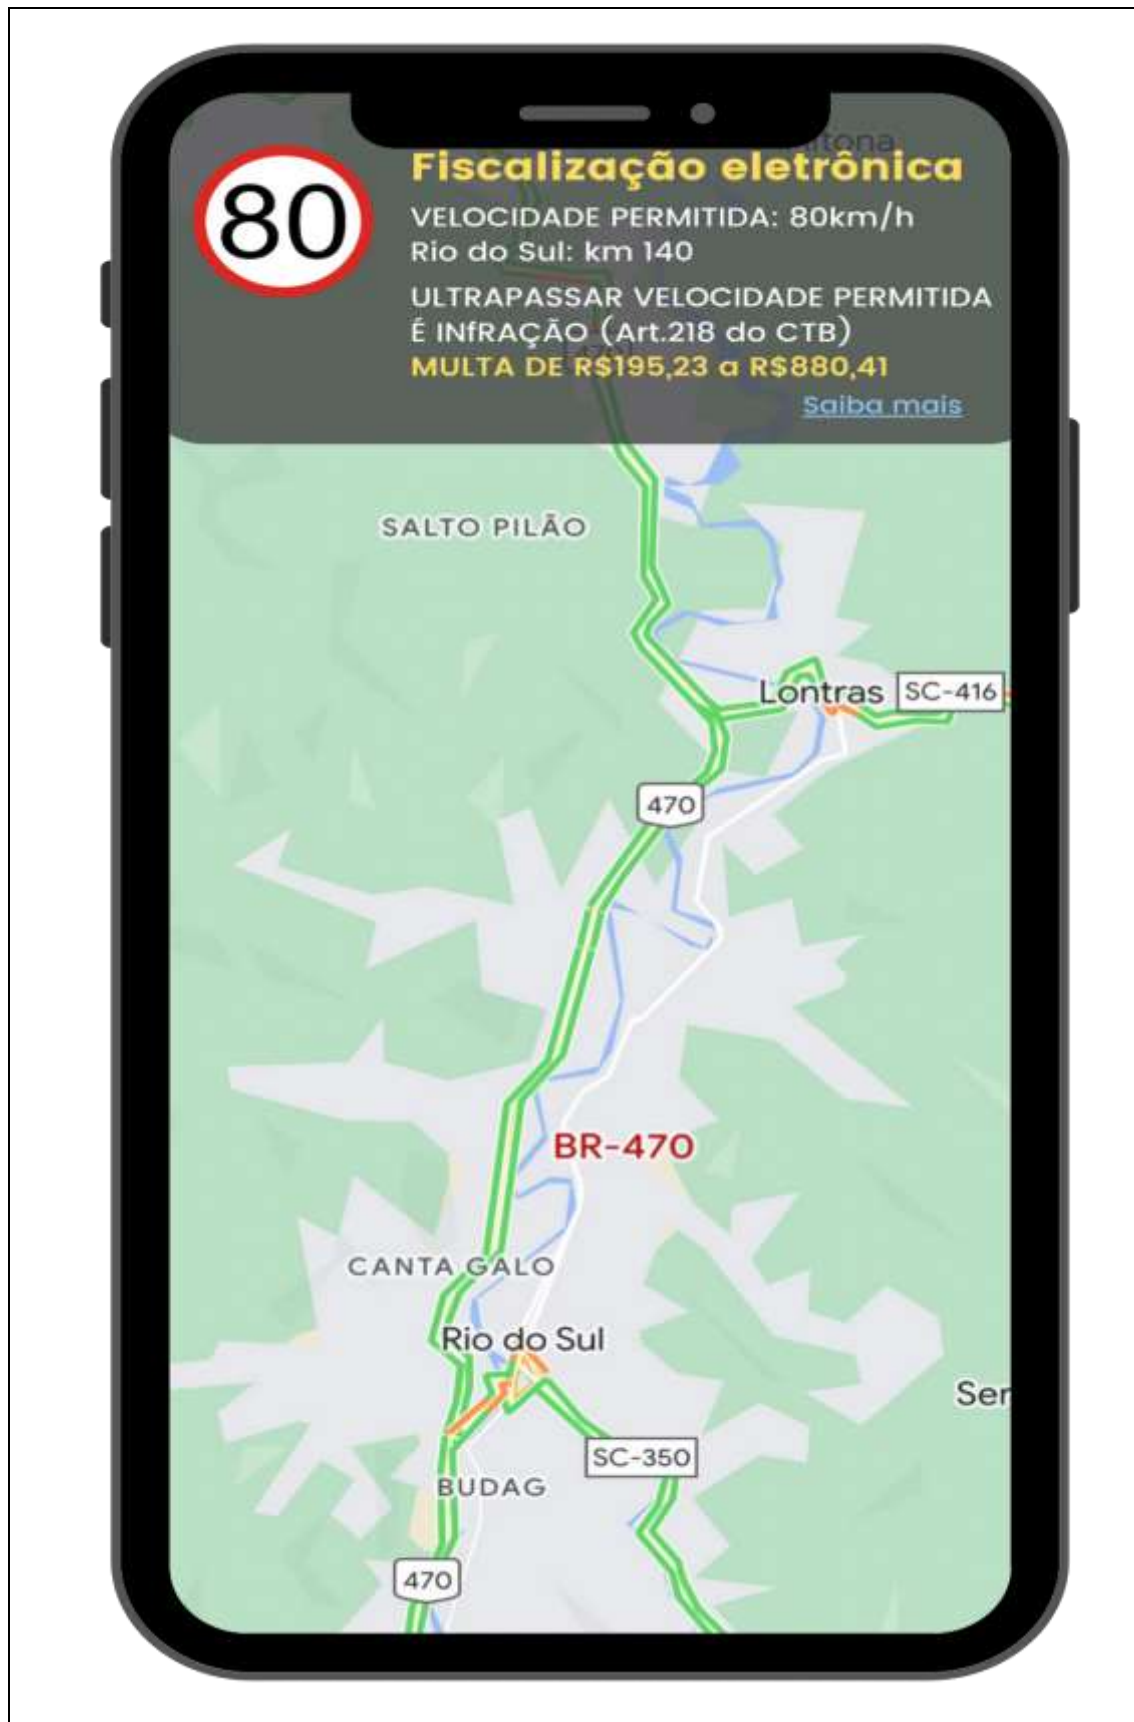 80
Fiscalização eletrônica
VELOCIDADE PERMITIDA: 80km/h
Rio do Sul: km 140
ULTRAPASSAR VELOCIDADE PERMITIDA
É INfRAÇÃO (Art.218 do CTB)
MULTA DE R$195,23 a R$880,41
Saiba mais
SALTO PILÃO
Lontras
SC-416
470
BR-470
CANTA GALO
Rio do Sul
Ser
SC-350
BUDAG
470